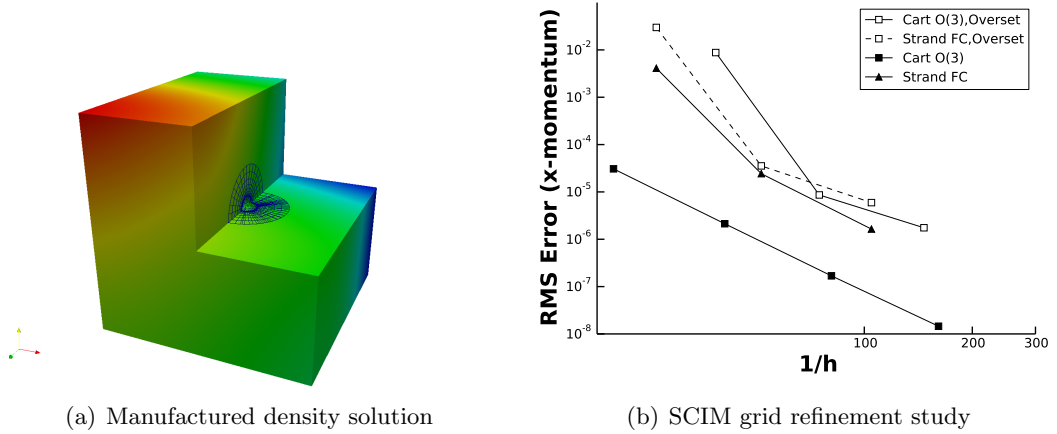 Cart O(3),Overset
Strand FC,Overset
Cart O(3)
Strand FC
RMS Error (x-momentum)
10^-2
10^-3
10^-4
10^-5
10^-6
10^-7
10^-8
100 200 300
1/h
(a) Manufactured density solution
(b) SCIM grid refinement study